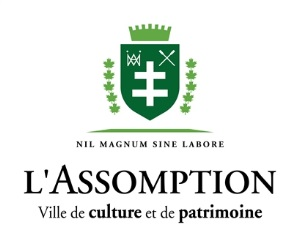 NIL MAGNUM SINE LABORE
L'ASSOMPTION
Ville de culture et de patrimoine